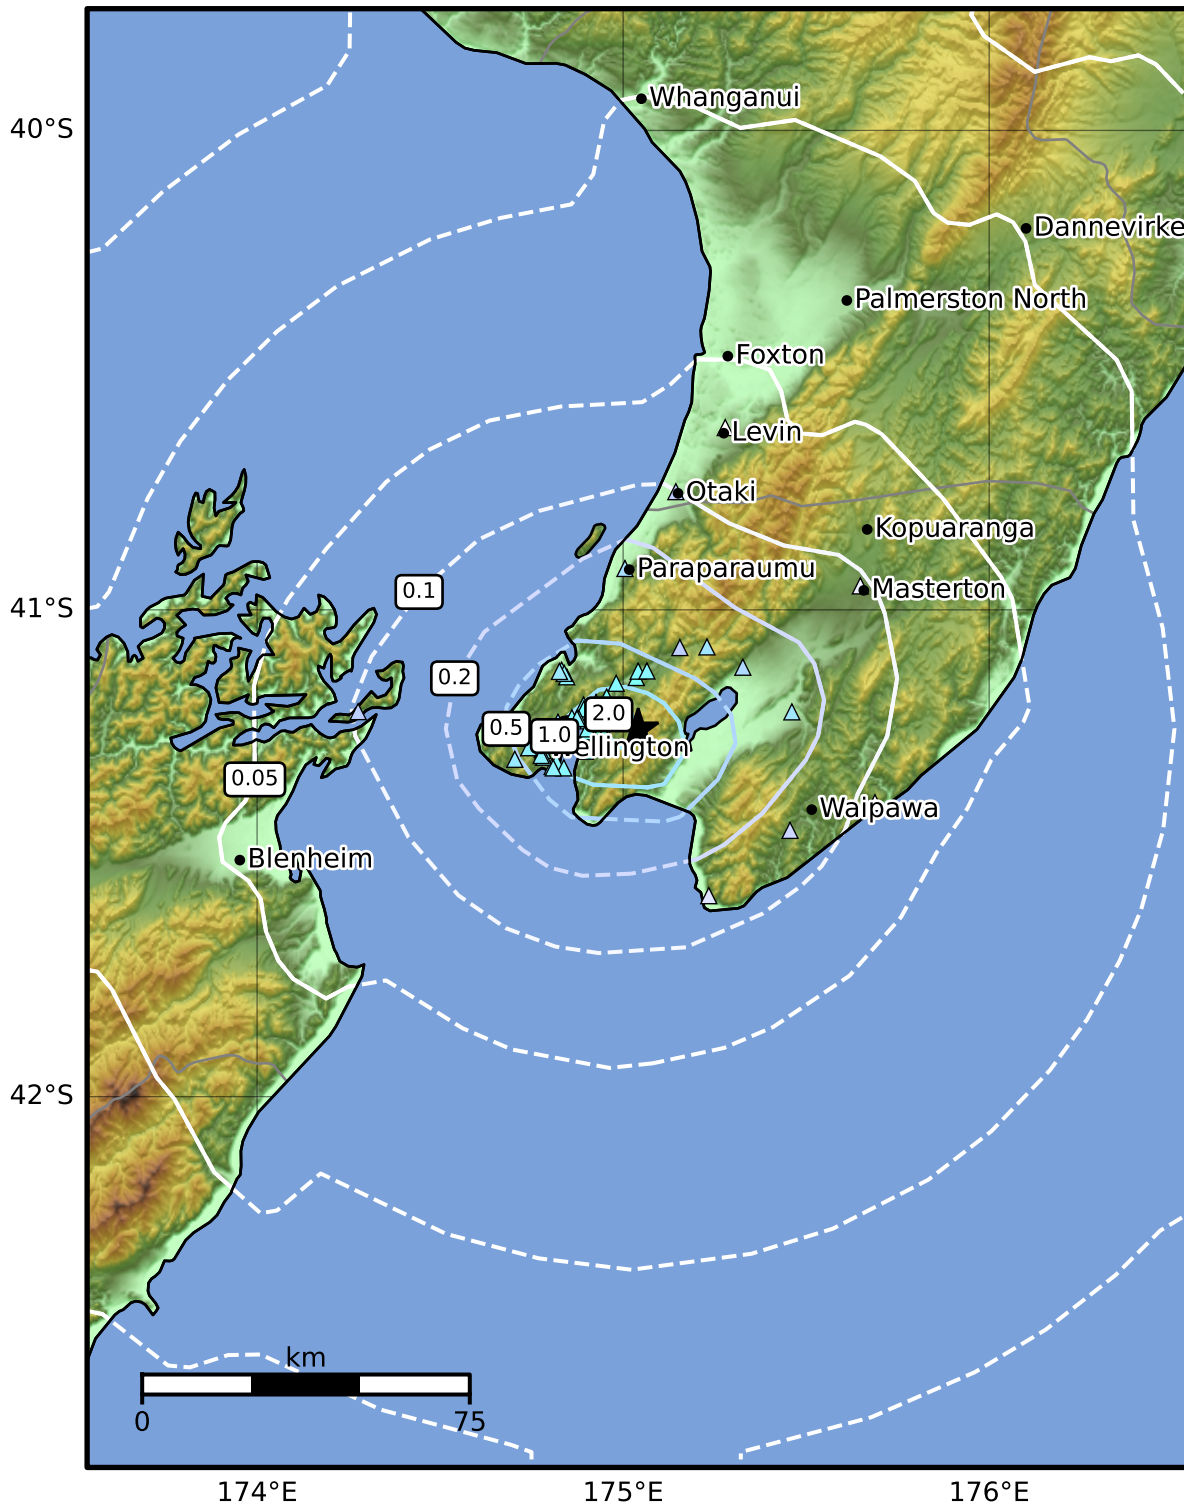 Whanganui
40°S
Dannevirke
Palmerston North
Foxton
Levin
Otaki
Kopuaranga
Paraparaumu
0.1
Masterton
41°S
0.2
2.0
0.5
1.0
ellington
0.05
Waipawa
Blenheim
42°S
km
0
75
174°E
175°E
176°E